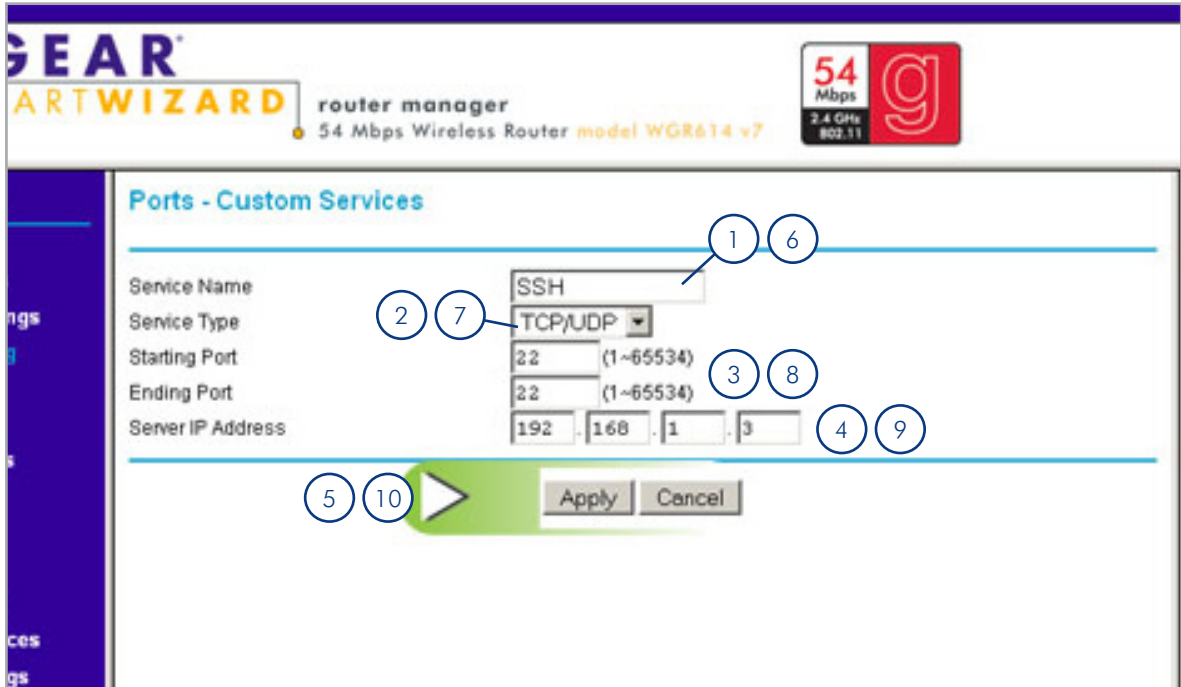 GEAR
ARTWIZARD
router manager
54 Mbps Wireless Router model WGR614 v7
54
Mbps
2.4 GHz
802.11
g
ngs
s
ces
gs
Ports - Custom Services
1 6
Service Name SSH
2 7
Service Type TCP/UDP
Starting Port 22 (1~65534)
3 8
Ending Port 22 (1~65534)
Server IP Address 192 . 168 . 1 . 3
4 9
5 10
Apply Cancel